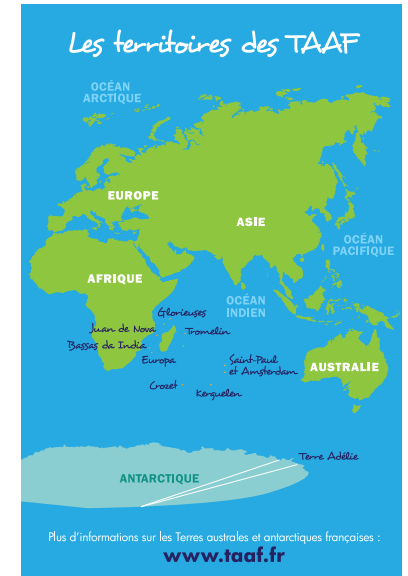 Les territoires des TAAF
OCÉAN
ARCTIQUE
EUROPE
ASIE
OCÉAN
PACIFIQUE
AFRIQUE
OCÉAN
INDIEN
Glorieuses
Juan de Nova
Tromelin
Bassas da India
Europa
Saint-Paul
et Amsterdam
AUSTRALIE
Crozet
Kerguelen
Terre Adélie
ANTARCTIQUE
Plus d'informations sur les Terres australes et antarctiques françaises :
www.taaf.fr